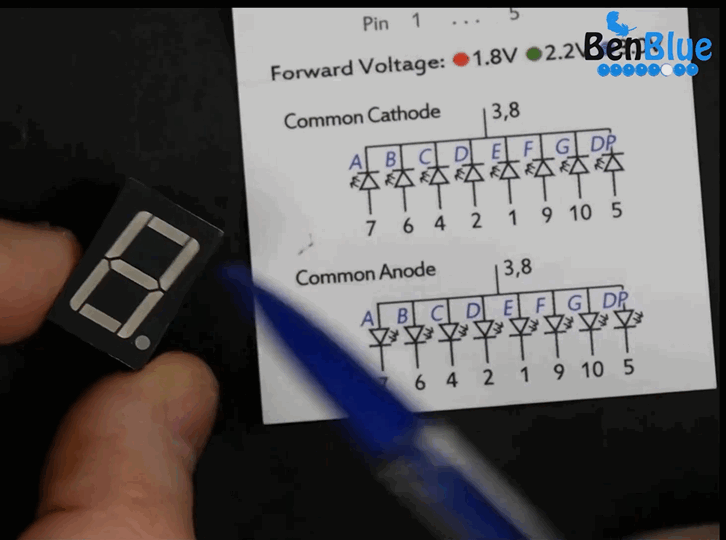 Pin 1 ... 5
BenBlue
Forward Voltage: 1.8V 2.2V
Common Cathode 3,8
A B C D E F G DP
7 6 4 2 1 9 10 5
Common Anode 3,8
A B C D E F G DP
7 6 4 2 1 9 10 5